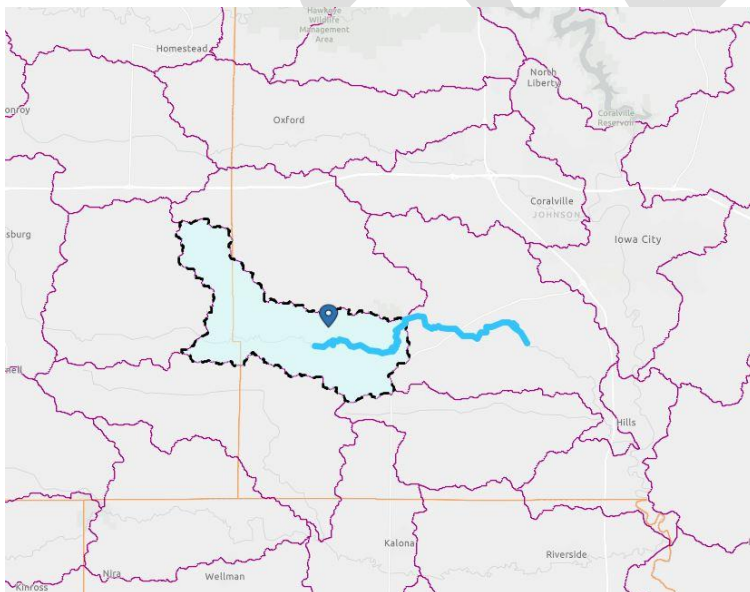 Hawkeye
Wildlife
Management
Area
Homestead
North
Liberty
onroy
Oxford
Coralville
Reservoir
Coralville
JOHNSON
sburg
Iowa City
nell
Hills
Kalona
Riverside
Nira
Wellman
Kinross